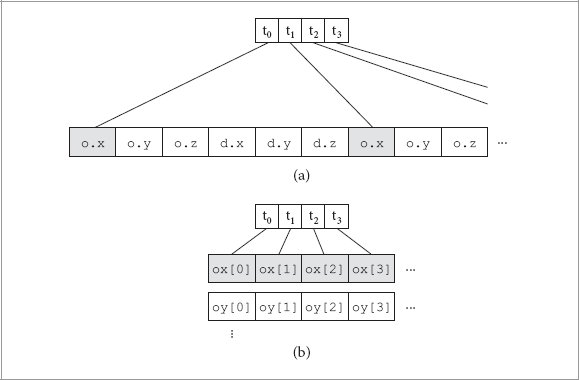 t₀ t₁ t₂ t₃
o.x o.y o.z d.x d.y d.z o.x o.y o.z ...
(a)
t₀ t₁ t₂ t₃
ox[0] ox[1] ox[2] ox[3] ...
oy[0] oy[1] oy[2] oy[3] ...
⋮
(b)